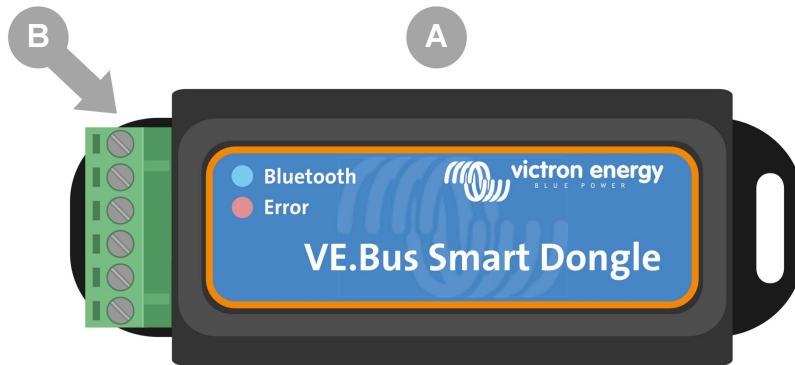 B
A
Bluetooth
victron energy
BLUE POWER
Error
VE.Bus Smart Dongle